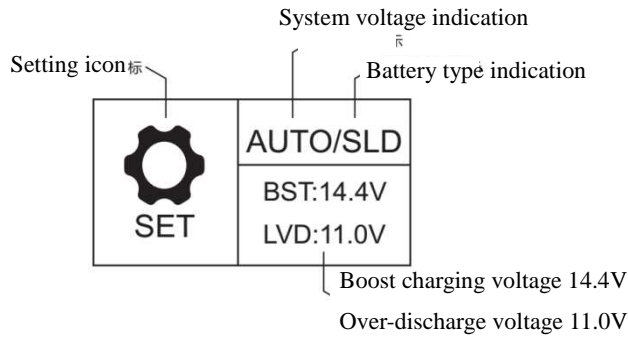 System voltage indication
示
Setting icon标
Battery type indication
AUTO/SLD
BST:14.4V
SET
LVD:11.0V
Boost charging voltage 14.4V
Over-discharge voltage 11.0V